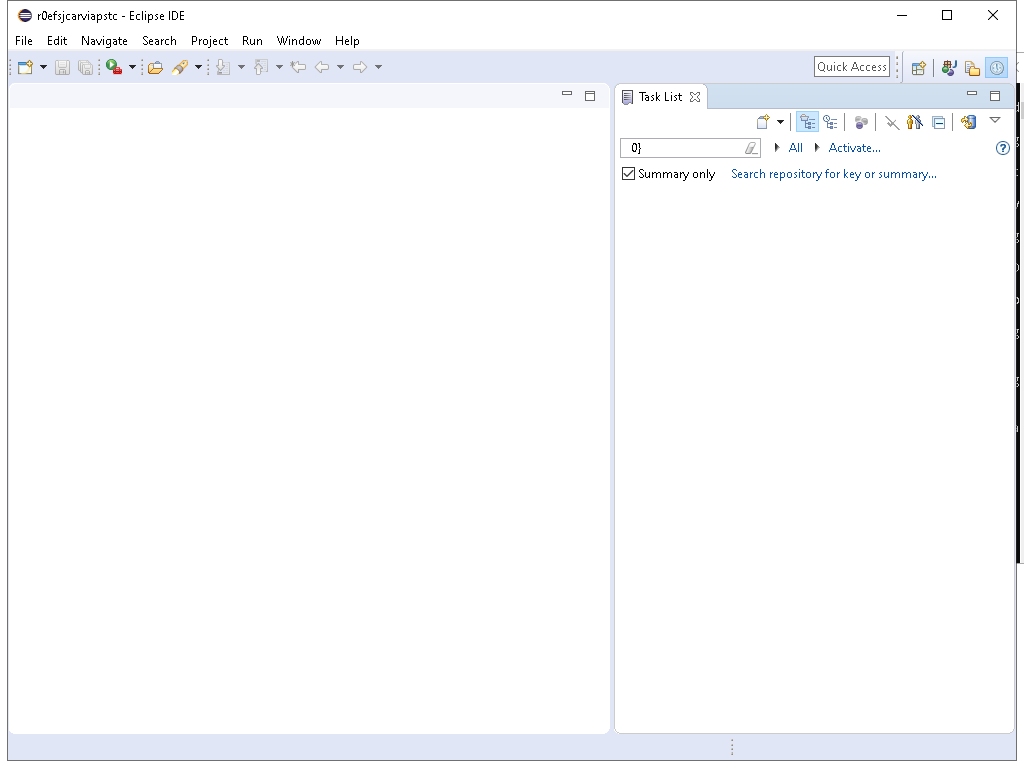 r0efsjcarviapstc - Eclipse IDE
File Edit Navigate Search Project Run Window Help
Quick Access
Task List
0} All Activate...
Summary only Search repository for key or summary...